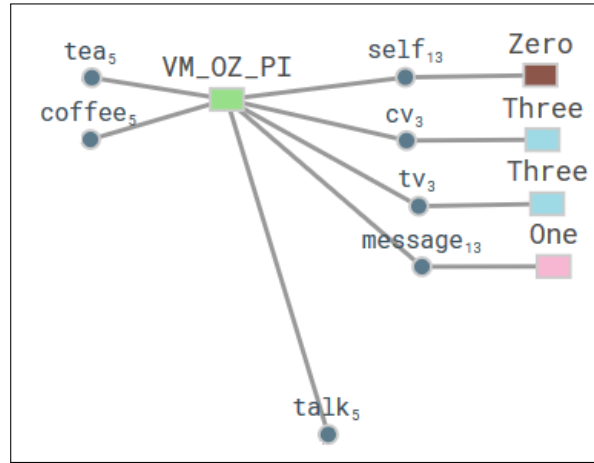 tea₅
VM_OZ_PI
self₁₃
Zero
coffee₅
cv₃
Three
tv₃
Three
message₁₃
One
talk₅